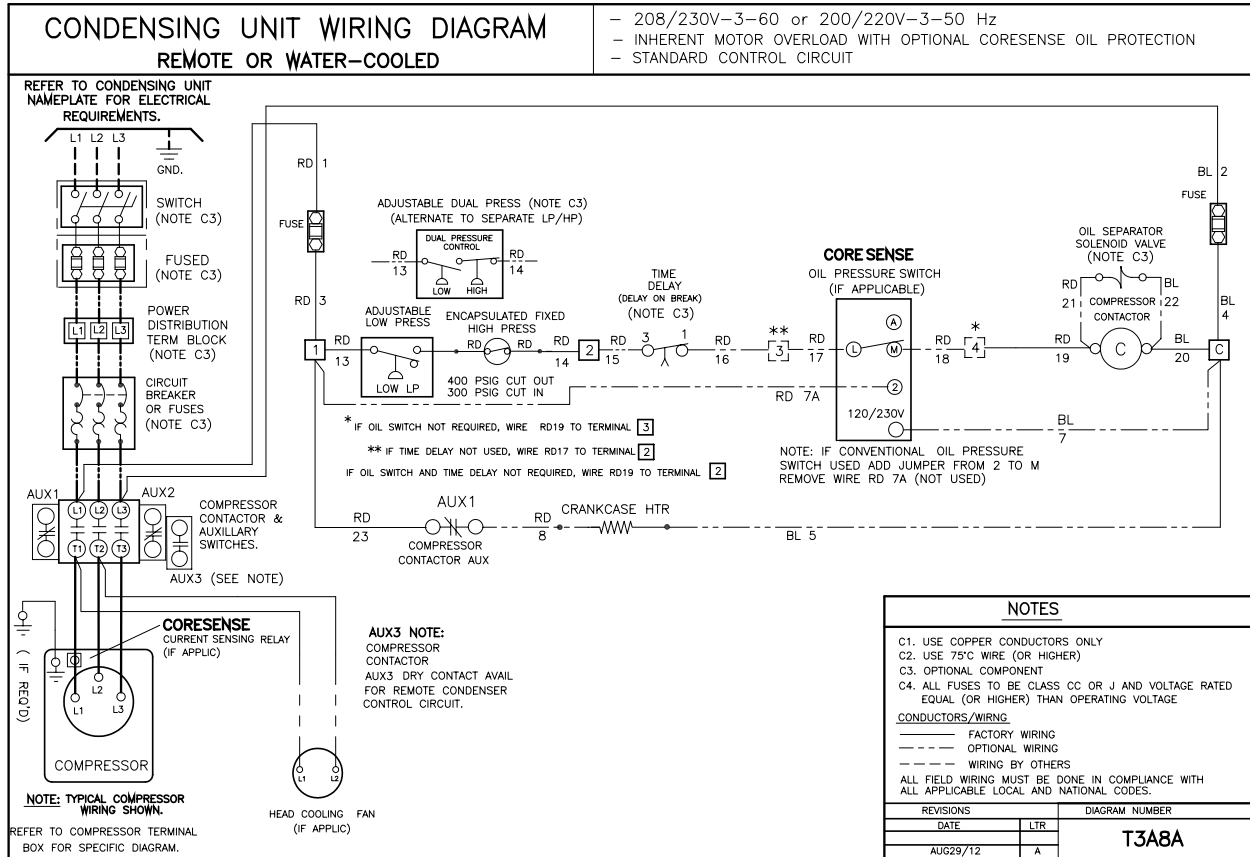 CONDENSING UNIT WIRING DIAGRAM
REMOTE OR WATER-COOLED
- 208/230V-3-60 or 200/220V-3-50 Hz
- INHERENT MOTOR OVERLOAD WITH OPTIONAL CORESENSE OIL PROTECTION
- STANDARD CONTROL CIRCUIT
REFER TO CONDENSING UNIT
NAMEPLATE FOR ELECTRICAL
REQUIREMENTS.
L1 L2 L3
GND.
SWITCH
(NOTE C3)
FUSED
(NOTE C3)
L1 L2 L3
POWER
DISTRIBUTION
TERM BLOCK
(NOTE C3)
CIRCUIT
BREAKER
OR FUSES
(NOTE C3)
AUX1
AUX2
L1 L2 L3
T1 T2 T3
COMPRESSOR
CONTACTOR &
AUXILLARY
SWITCHES.
AUX3 (SEE NOTE)
( IF REQ'D)
CORESENSE
CURRENT SENSING RELAY
(IF APPLIC)
L1
L2
L3
COMPRESSOR
NOTE: TYPICAL COMPRESSOR
WIRING SHOWN.
REFER TO COMPRESSOR TERMINAL
BOX FOR SPECIFIC DIAGRAM.
L1 L2
HEAD COOLING FAN
(IF APPLIC)
AUX3 NOTE:
COMPRESSOR
CONTACTOR
AUX3 DRY CONTACT AVAIL
FOR REMOTE CONDENSER
CONTROL CIRCUIT.
RD 1
FUSE
RD 3
1
ADJUSTABLE DUAL PRESS (NOTE C3)
(ALTERNATE TO SEPARATE LP/HP)
DUAL PRESSURE
CONTROL
RD
13
RD
14
LOW HIGH
RD
13
ADJUSTABLE
LOW PRESS
LOW LP
ENCAPSULATED FIXED
HIGH PRESS
RD RD
400 PSIG CUT OUT
300 PSIG CUT IN
RD
14
2
RD
15
TIME
DELAY
(DELAY ON BREAK)
(NOTE C3)
3 1
RD
16
**
3
RD
17
CORE SENSE
OIL PRESSURE SWITCH
(IF APPLICABLE)
A
L
M
2
120/230V
RD 7A
RD
18
*
4
RD
19
OIL SEPARATOR
SOLENOID VALVE
(NOTE C3)
RD
21
BL
22
COMPRESSOR
CONTACTOR
C
BL
20
C
BL 2
FUSE
BL
4
BL
7
NOTE: IF CONVENTIONAL OIL PRESSURE
SWITCH USED ADD JUMPER FROM 2 TO M
REMOVE WIRE RD 7A (NOT USED)
* IF OIL SWITCH NOT REQUIRED, WIRE RD19 TO TERMINAL 3
** IF TIME DELAY NOT USED, WIRE RD17 TO TERMINAL 2
IF OIL SWITCH AND TIME DELAY NOT REQUIRED, WIRE RD19 TO TERMINAL 2
RD
23
AUX1
COMPRESSOR
CONTACTOR AUX
RD
8
CRANKCASE HTR
BL 5
NOTES
C1. USE COPPER CONDUCTORS ONLY
C2. USE 75°C WIRE (OR HIGHER)
C3. OPTIONAL COMPONENT
C4. ALL FUSES TO BE CLASS CC OR J AND VOLTAGE RATED
EQUAL (OR HIGHER) THAN OPERATING VOLTAGE
CONDUCTORS/WIRNG
FACTORY WIRING
OPTIONAL WIRING
WIRING BY OTHERS
ALL FIELD WIRING MUST BE DONE IN COMPLIANCE WITH
ALL APPLICABLE LOCAL AND NATIONAL CODES.
REVISIONS
DIAGRAM NUMBER
DATE LTR
T3A8A
AUG29/12 A